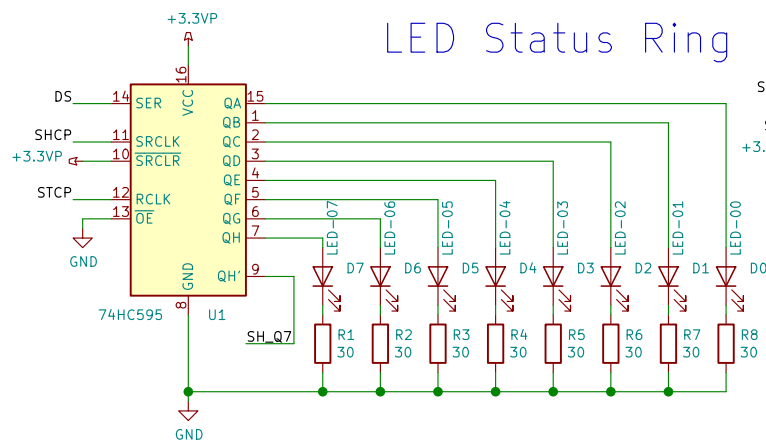 LED Status Ring
+3.3VP
16
VCC
DS
14
SER
QA
15
QB
1
SHCP
11
SRCLK
QC
2
+3.3VP
10
SRCLR
QD
3
QE
4
STCP
12
RCLK
QF
5
13
OE
QG
6
QH
7
GND
GND
QH'
9
8
74HC595
U1
SH_Q7
LED-07
LED-06
LED-05
LED-04
LED-03
LED-02
LED-01
LED-00
D7
D6
D5
D4
D3
D2
D1
D0
R1
30
R2
30
R3
30
R4
30
R5
30
R6
30
R7
30
R8
30
GND
S
+3.